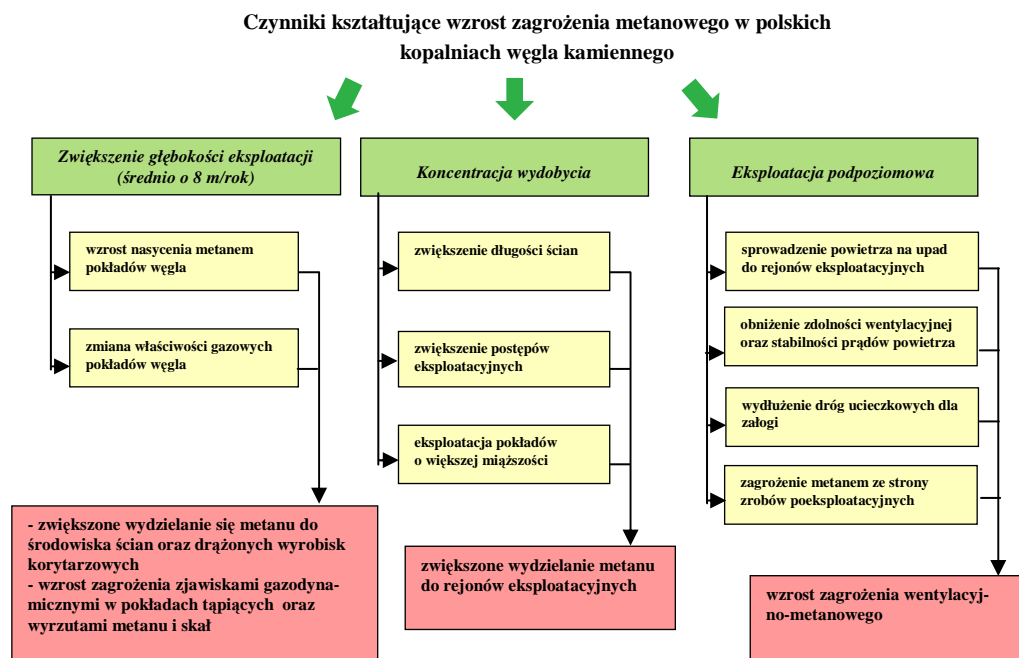 Czynniki kształtujące wzrost zagrożenia metanowego w polskich
kopalniach węgla kamiennego
Zwiększenie głębokości eksploatacji
(średnio o 8 m/rok)
wzrost nasycenia metanem
pokładów węgla
zmiana właściwości gazowych
pokładów węgla
- zwiększone wydzielanie się metanu do
środowiska ścian oraz drążonych wyrobisk
korytarzowych
- wzrost zagrożenia zjawiskami gazodyna-
micznymi w pokładach tąpiących oraz
wyrzutami metanu i skał
Koncentracja wydobycia
zwiększenie długości ścian
zwiększenie postępów
eksploatacyjnych
eksploatacja pokładów
o większej miąższości
zwiększone wydzielanie metanu
do rejonów eksploatacyjnych
Eksploatacja podpoziomowa
sprowadzenie powietrza na upad
do rejonów eksploatacyjnych
obniżenie zdolności wentylacyjnej
oraz stabilności prądów powietrza
wydłużenie dróg ucieczkowych dla
załogi
zagrożenie metanem ze strony
zrobów poeksploatacyjnych
wzrost zagrożenia wentylacyj-
no-metanowego